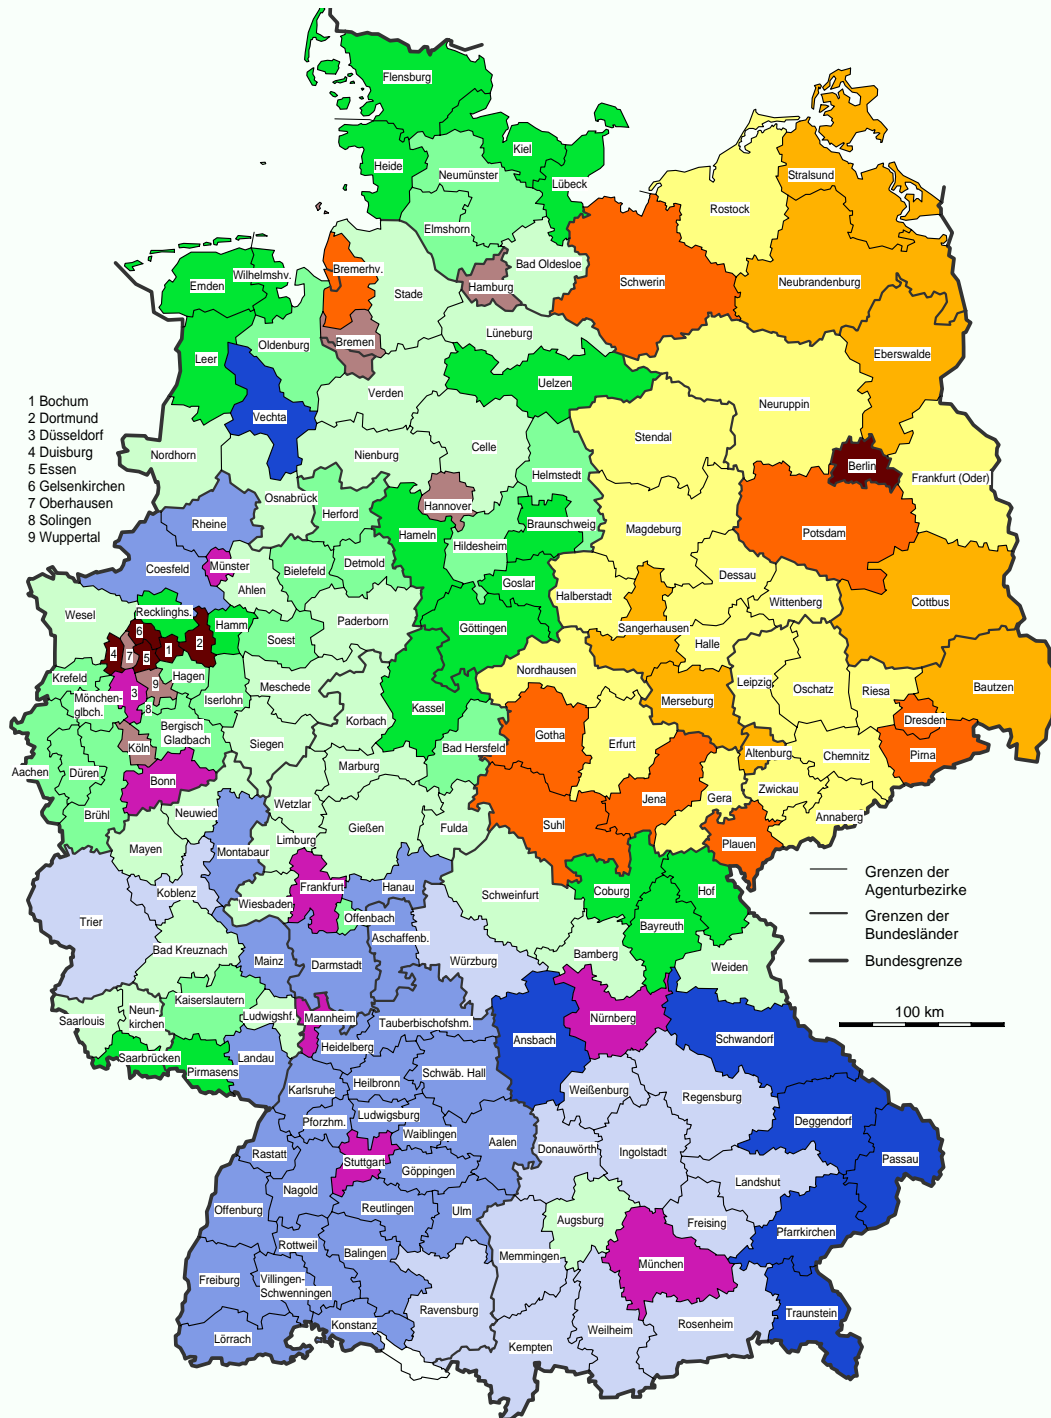 Flensburg
Kiel
Heide
Neumünster
Lübeck
Stralsund
Rostock
Elmshorn
Bad Oldesloe
Bremerhv.
Wilhelmshv.
Emden
Stade
Hamburg
Schwerin
Neubrandenburg
Lüneburg
Oldenburg
Bremen
Leer
Eberswalde
Uelzen
Verden
Neuruppin
Vechta
1 Bochum
2 Dortmund
3 Düsseldorf
4 Duisburg
5 Essen
6 Gelsenkirchen
7 Oberhausen
8 Solingen
9 Wuppertal
Stendal
Nordhorn
Nienburg
Celle
Helmstedt
Berlin
Frankfurt (Oder)
Osnabrück
Herford
Hannover
Rheine
Braunschweig
Magdeburg
Potsdam
Hameln
Hildesheim
Coesfeld
Münster
Bielefeld
Detmold
Ahlen
Goslar
Halberstadt
Dessau
Wittenberg
Cottbus
Wesel
Recklinghs.
Hamm
Soest
Paderborn
Göttingen
Sangerhausen
Halle
6
4
7
5
1
2
Krefeld
Mönchen-
glbch.
3
9
8
Hagen
Iserlohn
Meschede
Nordhausen
Leipzig
Oschatz
Riesa
Bautzen
Merseburg
Korbach
Kassel
Dresden
Bergisch
Gladbach
Köln
Siegen
Bad Hersfeld
Gotha
Erfurt
Altenburg
Chemnitz
Pirna
Aachen
Düren
Bonn
Marburg
Zwickau
Jena
Gera
Annaberg
Brühl
Neuwied
Wetzlar
Gießen
Fulda
Suhl
Plauen
Mayen
Montabaur
Limburg
Grenzen der
Agenturbezirke
Koblenz
Frankfurt
Hanau
Schweinfurt
Coburg
Hof
Wiesbaden
Offenbach
Bayreuth
Grenzen der
Bundesländer
Trier
Bad Kreuznach
Mainz
Darmstadt
Aschaffenb.
Würzburg
Bamberg
Weiden
Bundesgrenze
Kaiserslautern
Saarlouis
Neun-
kirchen
Ludwigshf.
Mannheim
Tauberbischofshm.
Nürnberg
100 km
Saarbrücken
Pirmasens
Landau
Heidelberg
Ansbach
Schwandorf
Karlsruhe
Heilbronn
Schwäb. Hall
Weißenburg
Regensburg
Pforzhm.
Ludwigsburg
Waiblingen
Aalen
Deggendorf
Rastatt
Stuttgart
Göppingen
Donauwörth
Ingolstadt
Passau
Nagold
Landshut
Offenburg
Reutlingen
Ulm
Augsburg
Freising
Pfarrkirchen
Rottweil
Balingen
Memmingen
München
Freiburg
Villingen-
Schwenningen
Ravensburg
Traunstein
Lörrach
Konstanz
Kempten
Weilheim
Rosenheim